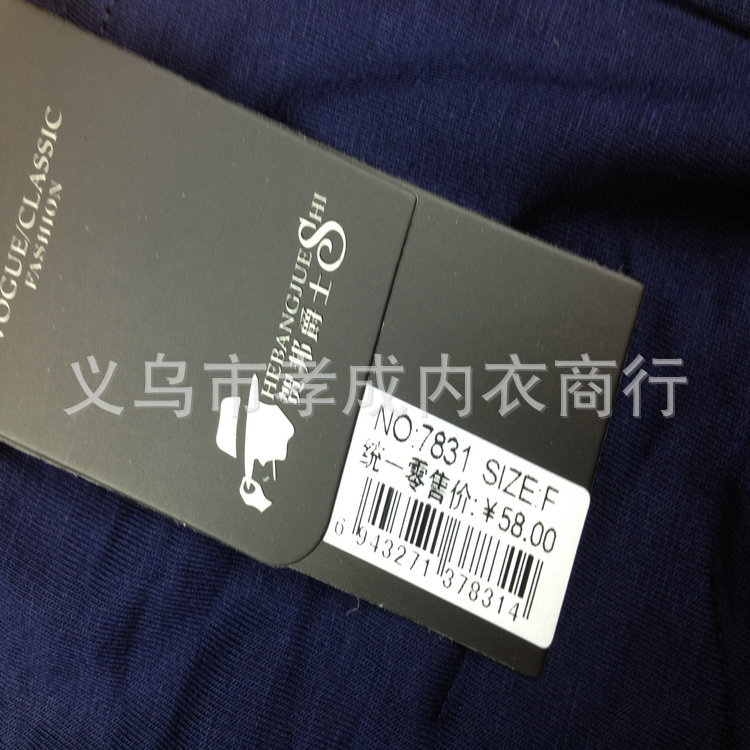 VOGUE/CLASSIC
FASHION
HEBANGJUESHI
邦爵士
义乌市孝成内衣商行
NO:7831 SIZE:F
统一零售价:¥58.00
6 943271 378314